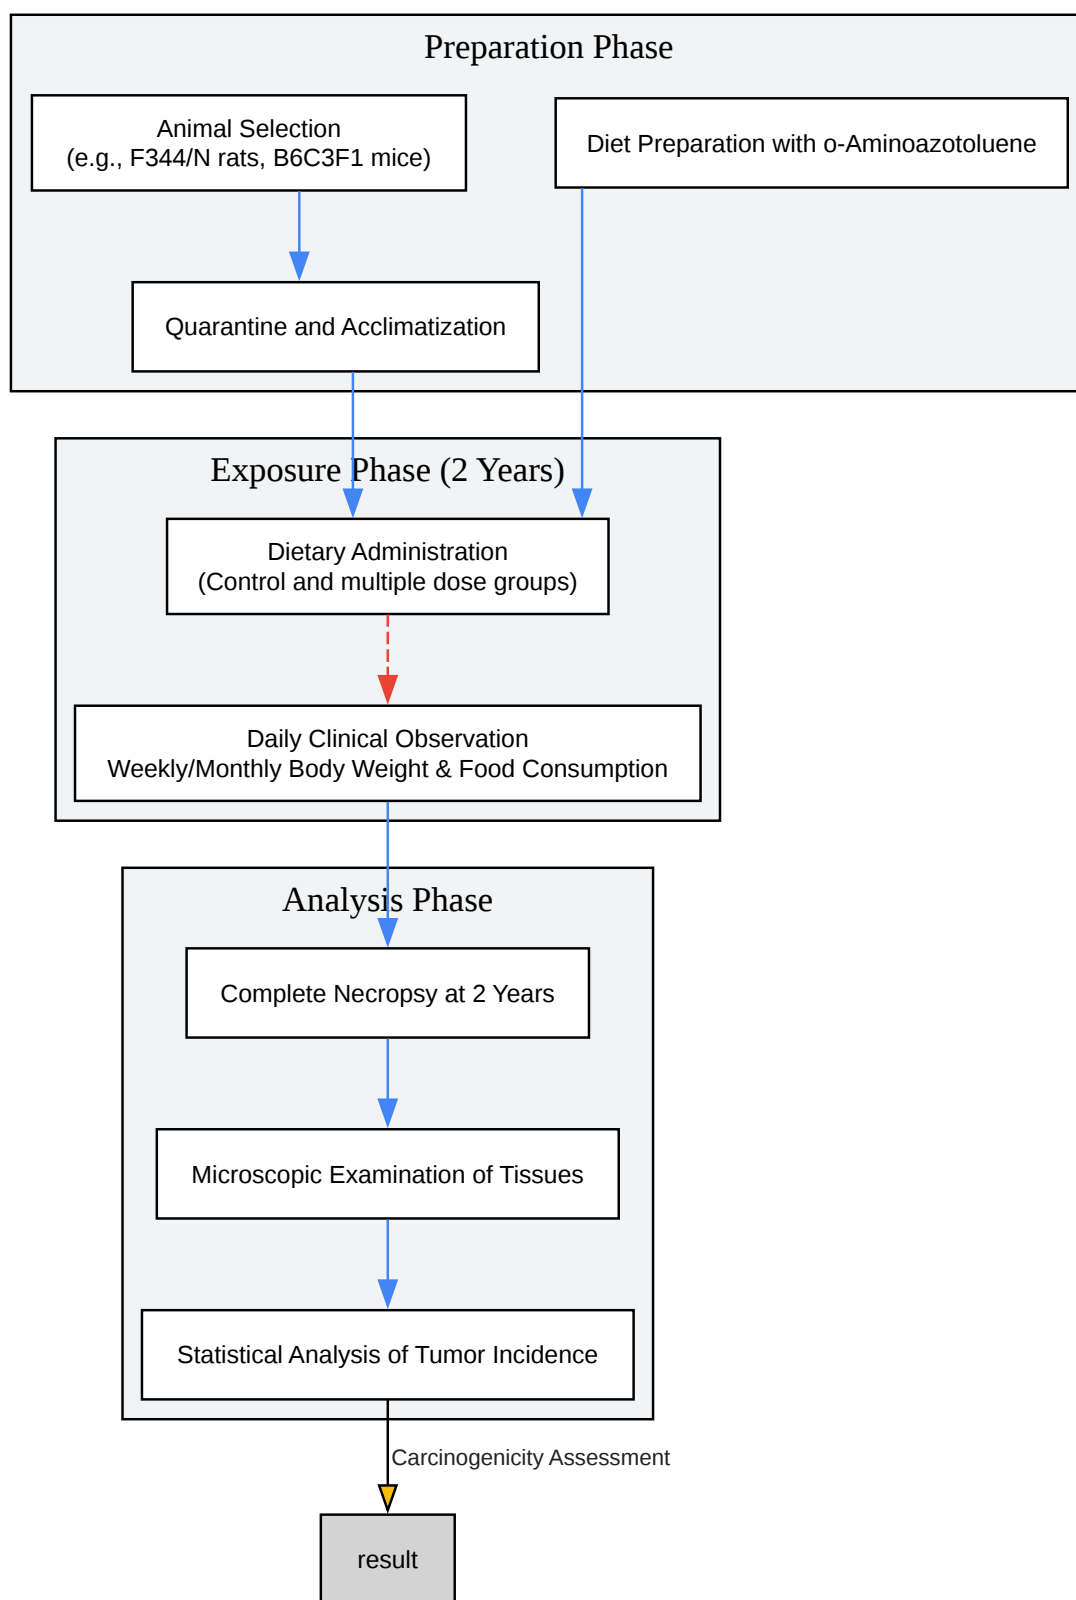 Preparation Phase
Animal Selection
(e.g., F344/N rats, B6C3F1 mice)
Diet Preparation with o-Aminoazotoluene
Quarantine and Acclimatization
Exposure Phase (2 Years)
Dietary Administration
(Control and multiple dose groups)
Daily Clinical Observation
Weekly/Monthly Body Weight & Food Consumption
Analysis Phase
Complete Necropsy at 2 Years
Microscopic Examination of Tissues
Statistical Analysis of Tumor Incidence
Carcinogenicity Assessment
result